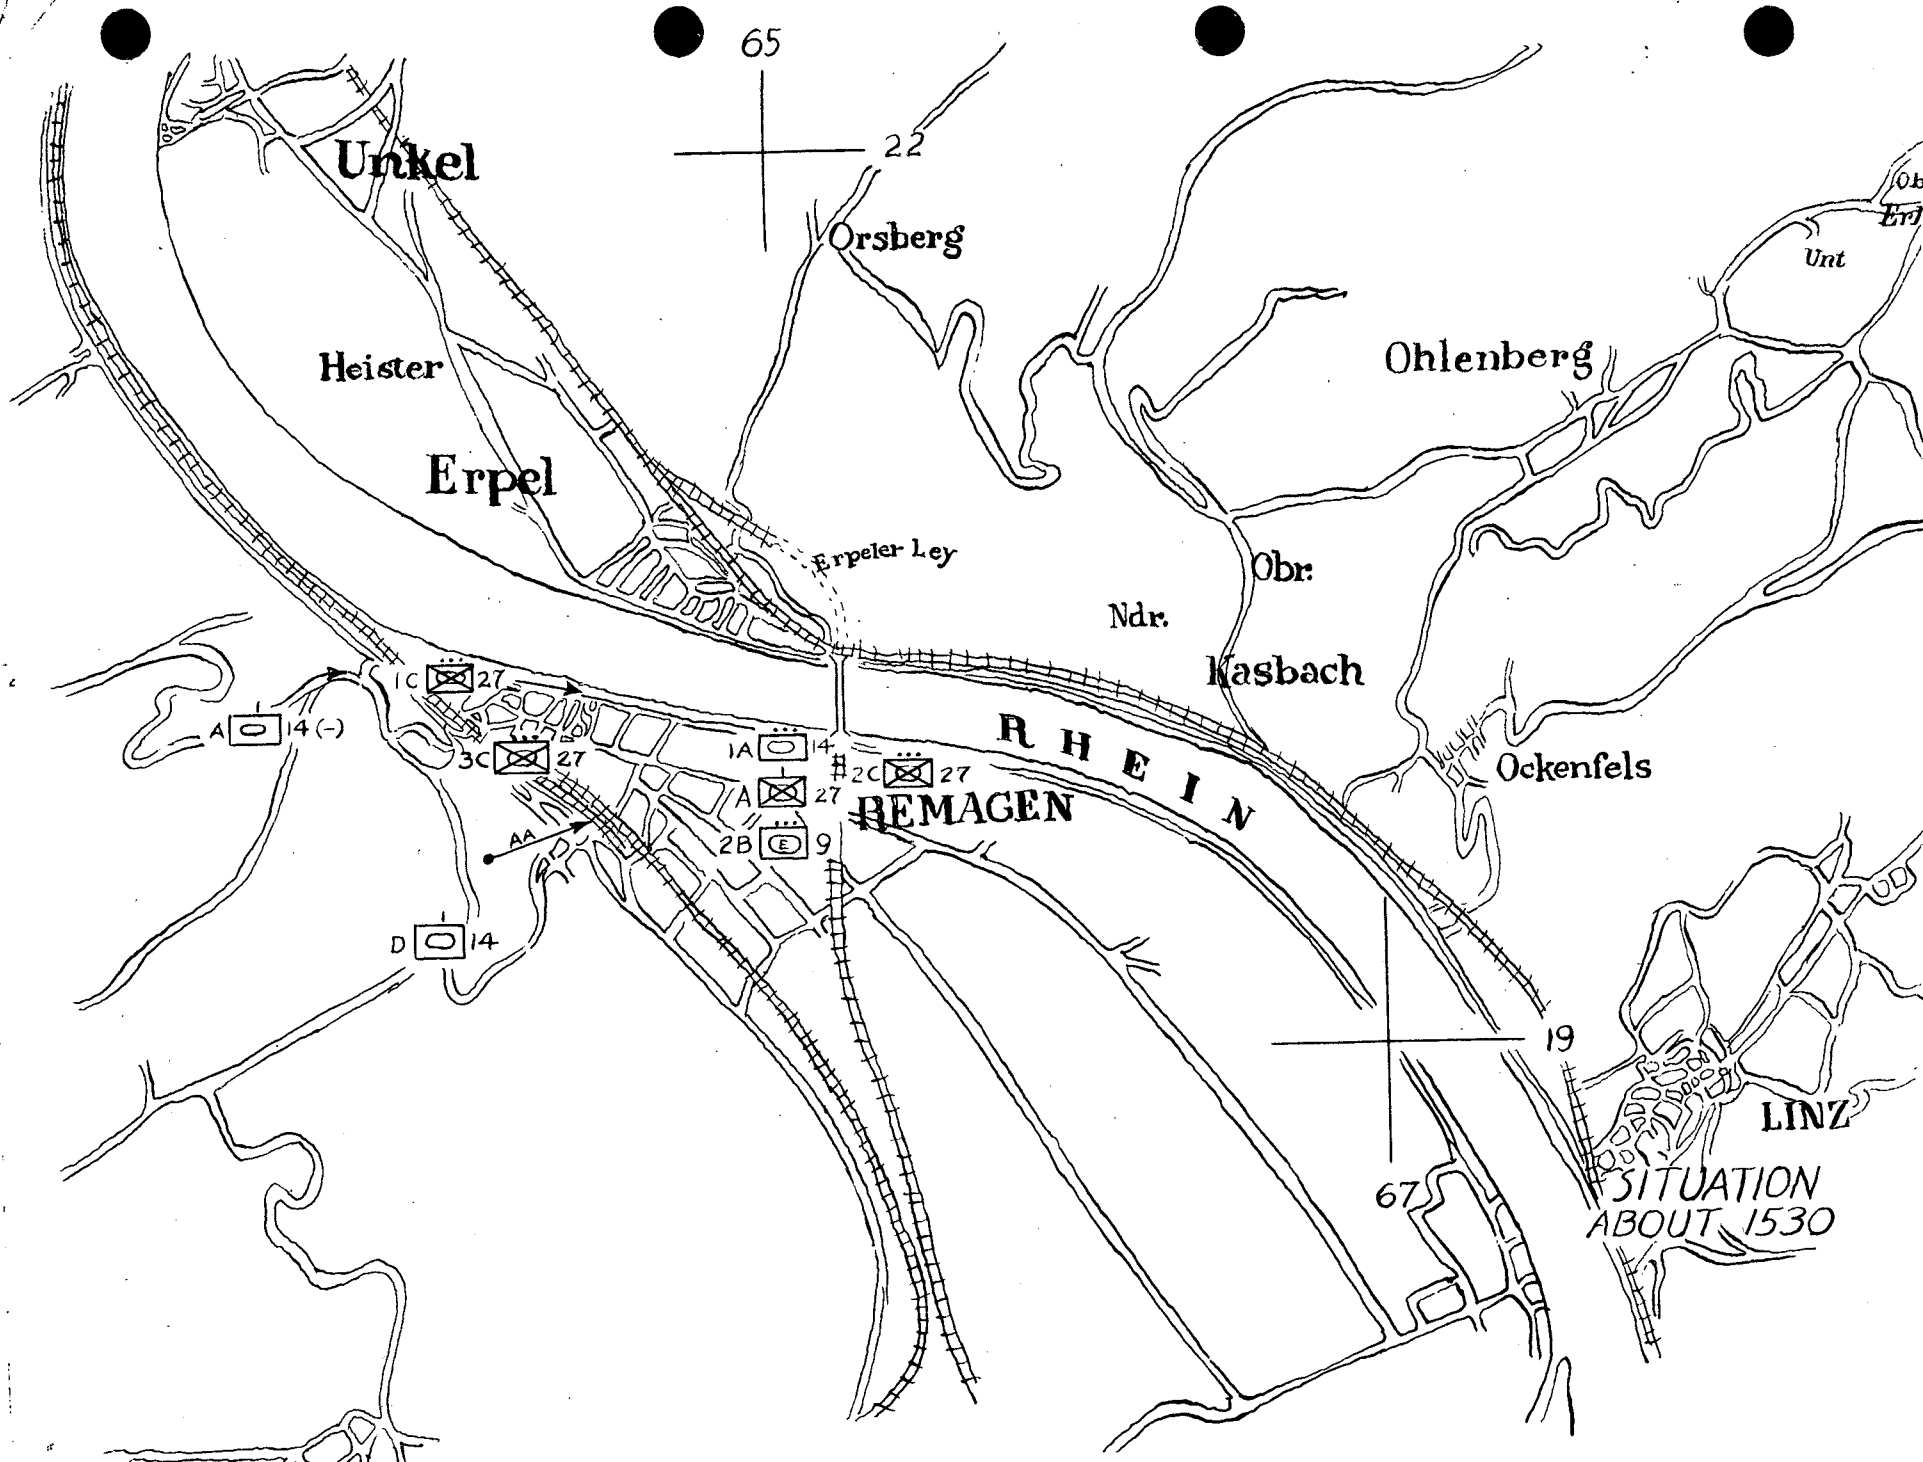 65
Unkel
22
Orsberg
Unt
Heister
Ohlenberg
Erpel
Erpeler Ley
Obr.
Ndr.
Kasbach
1C 27
A 14 (-)
3C 27
1A 14
2C 27
A 27
REMAGEN
2B E 9
RHEIN
Ockenfels
AA
D 14
19
LINZ
67
SITUATION
ABOUT 1530